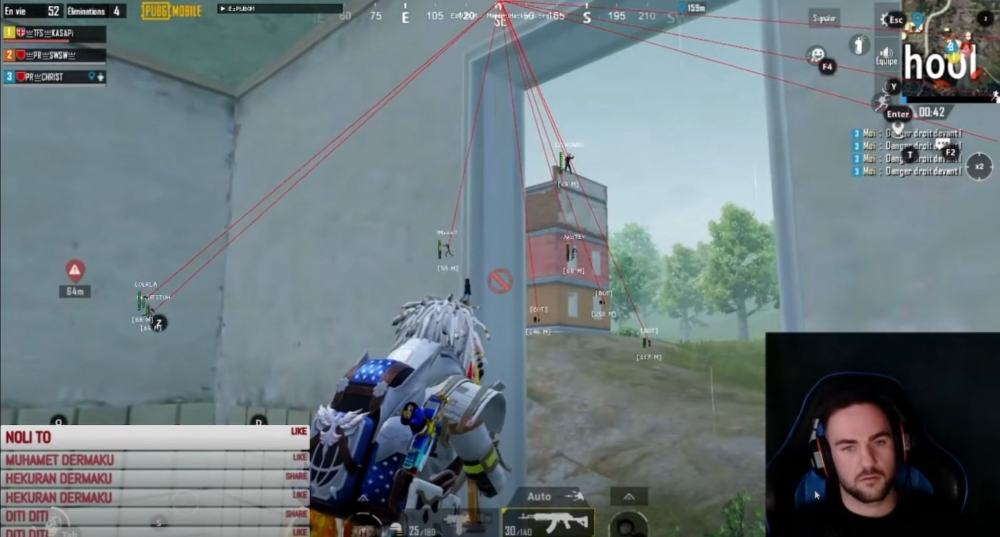 En vie 52 Éliminations 4
PUBG MOBILE
EzPUBGM
60 75 E 105 120 SE 165 S 195 210
159m
Signaler
Esc
2
1 TFS KASAPi
2 PR SWSW
3 PR CHRIST
F4
Équipe
hool
Y
Enter
00:42
3 Moi : Danger droit devant!
3 Moi : Danger droit devant!
3 Moi : Danger droit devant!
3 Moi : Danger droit devant!
T
F2
x2
[49 M]
?M+++?
[59 M]
AKoTEY
[68 M]
64m
LOLKLA
[68 M]
[69 M]
Z
[BOT]
[246 M]
[BOT]
[258 M]
[BOT]
[117 M]
Q
D
NOLI TO LIKE
MUHAMET DERMAKU LIKE
HEKURAN DERMAKU SHARE
HEKURAN DERMAKU LIKE
DITI DITI SHARE
DITI DITI LIKE
S
Tab
Auto
25/180
30/140